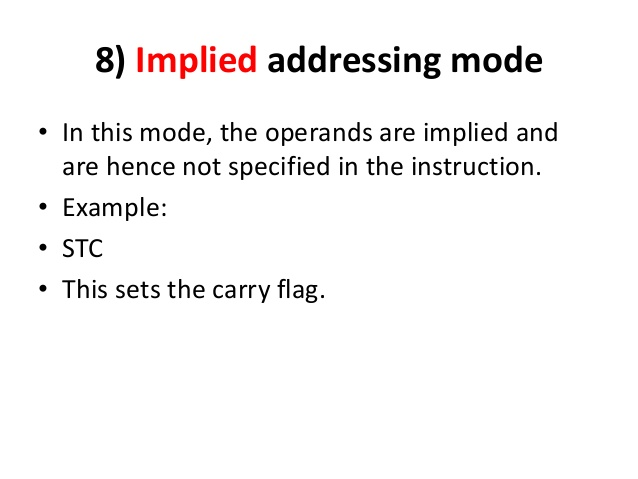 8) Implied addressing mode
• In this mode, the operands are implied and
are hence not specified in the instruction.
• Example:
• STC
• This sets the carry flag.